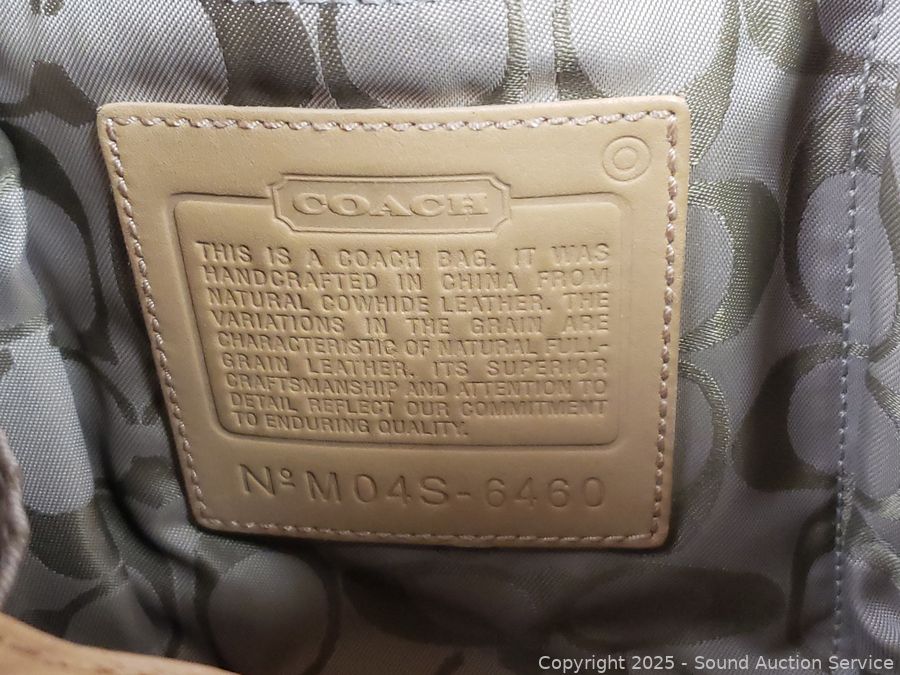 COACH
THIS IS A COACH BAG. IT WAS
HANDCRAFTED IN CHINA FROM
NATURAL COWHIDE LEATHER. THE
VARIATIONS IN THE GRAIN ARE
CHARACTERISTIC OF NATURAL FULL-
GRAIN LEATHER. ITS SUPERIOR
CRAFTSMANSHIP AND ATTENTION TO
DETAIL REFLECT OUR COMMITMENT
TO ENDURING QUALITY.
Nº M04S-6460
Copyright 2025 - Sound Auction Service